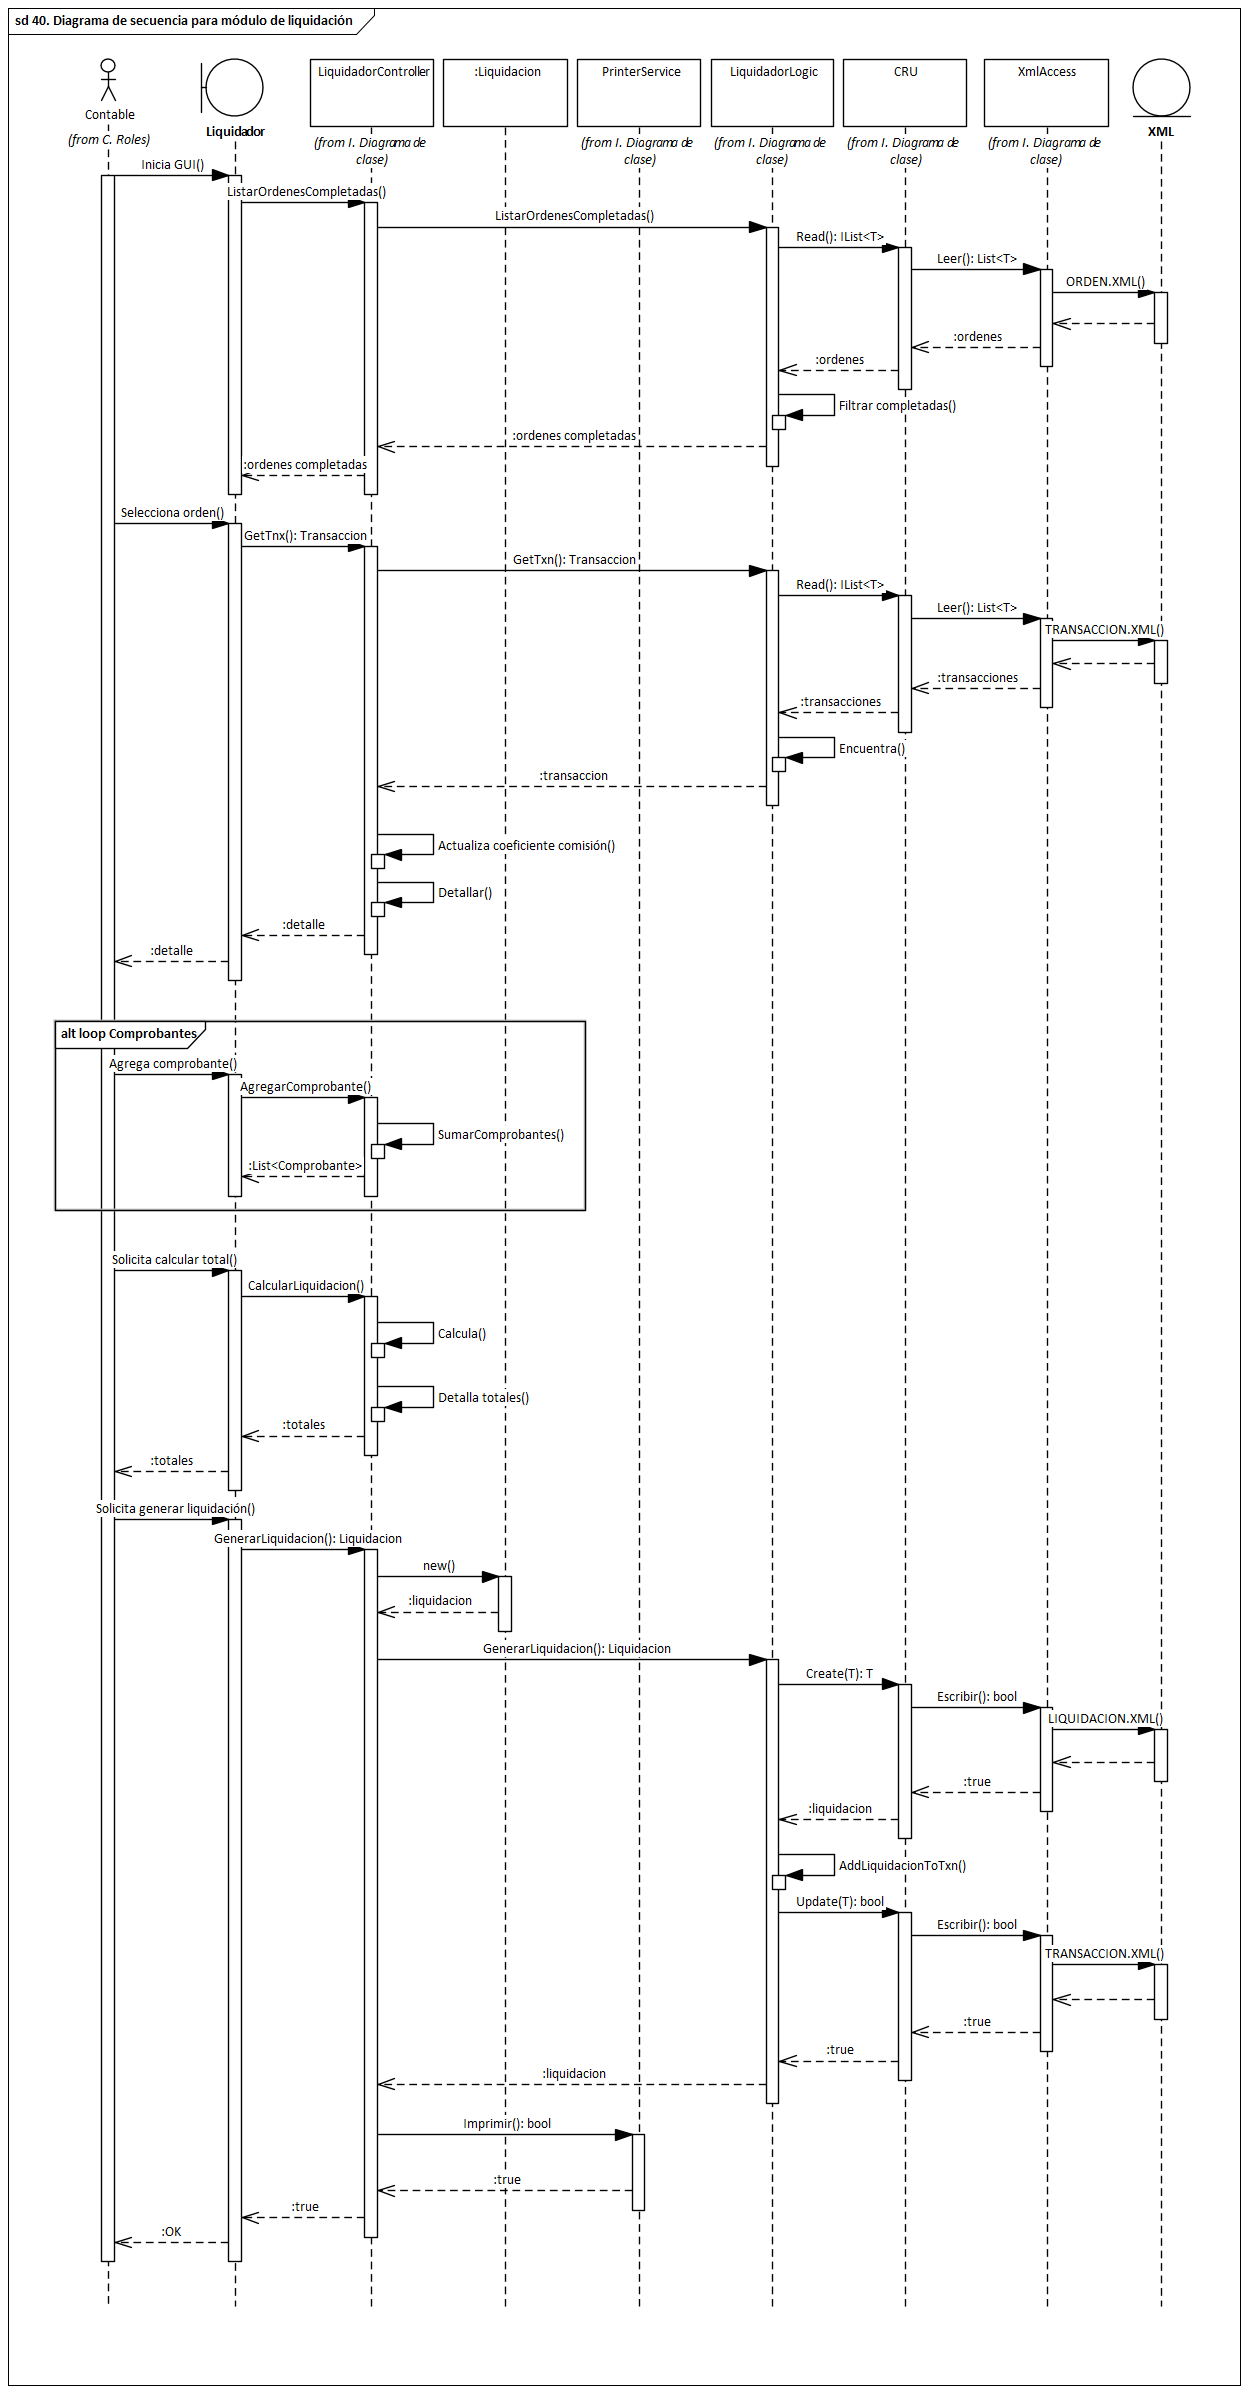 sd 40. Diagrama de secuencia para módulo de liquidación
Contable
(from C. Roles)
Liquidador
LiquidadorController
(from I. Diagrama de
clase)
:Liquidacion
PrinterService
(from I. Diagrama de
clase)
LiquidadorLogic
(from I. Diagrama de
clase)
CRU
(from I. Diagrama de
clase)
XmlAccess
(from I. Diagrama de
clase)
XML
Inicia GUI()
ListarOrdenesCompletadas()
ListarOrdenesCompletadas()
Read(): IList<T>
Leer(): List<T>
ORDEN.XML()
:ordenes
:ordenes
Filtrar completadas()
:ordenes completadas
:ordenes completadas
Selecciona orden()
GetTnx(): Transaccion
GetTxn(): Transaccion
Read(): IList<T>
Leer(): List<T>
TRANSACCION.XML()
:transacciones
:transacciones
Encuentra()
:transaccion
Actualiza coeficiente comisión()
Detallar()
:detalle
:detalle
alt loop Comprobantes
Agrega comprobante()
AgregarComprobante()
SumarComprobantes()
:List<Comprobante>
Solicita calcular total()
CalcularLiquidacion()
Calcula()
Detalla totales()
:totales
:totales
Solicita generar liquidación()
GenerarLiquidacion(): Liquidacion
new()
:liquidacion
GenerarLiquidacion(): Liquidacion
Create(T): T
Escribir(): bool
LIQUIDACION.XML()
:true
:liquidacion
AddLiquidacionToTxn()
Update(T): bool
Escribir(): bool
TRANSACCION.XML()
:true
:true
:liquidacion
Imprimir(): bool
:true
:true
:OK